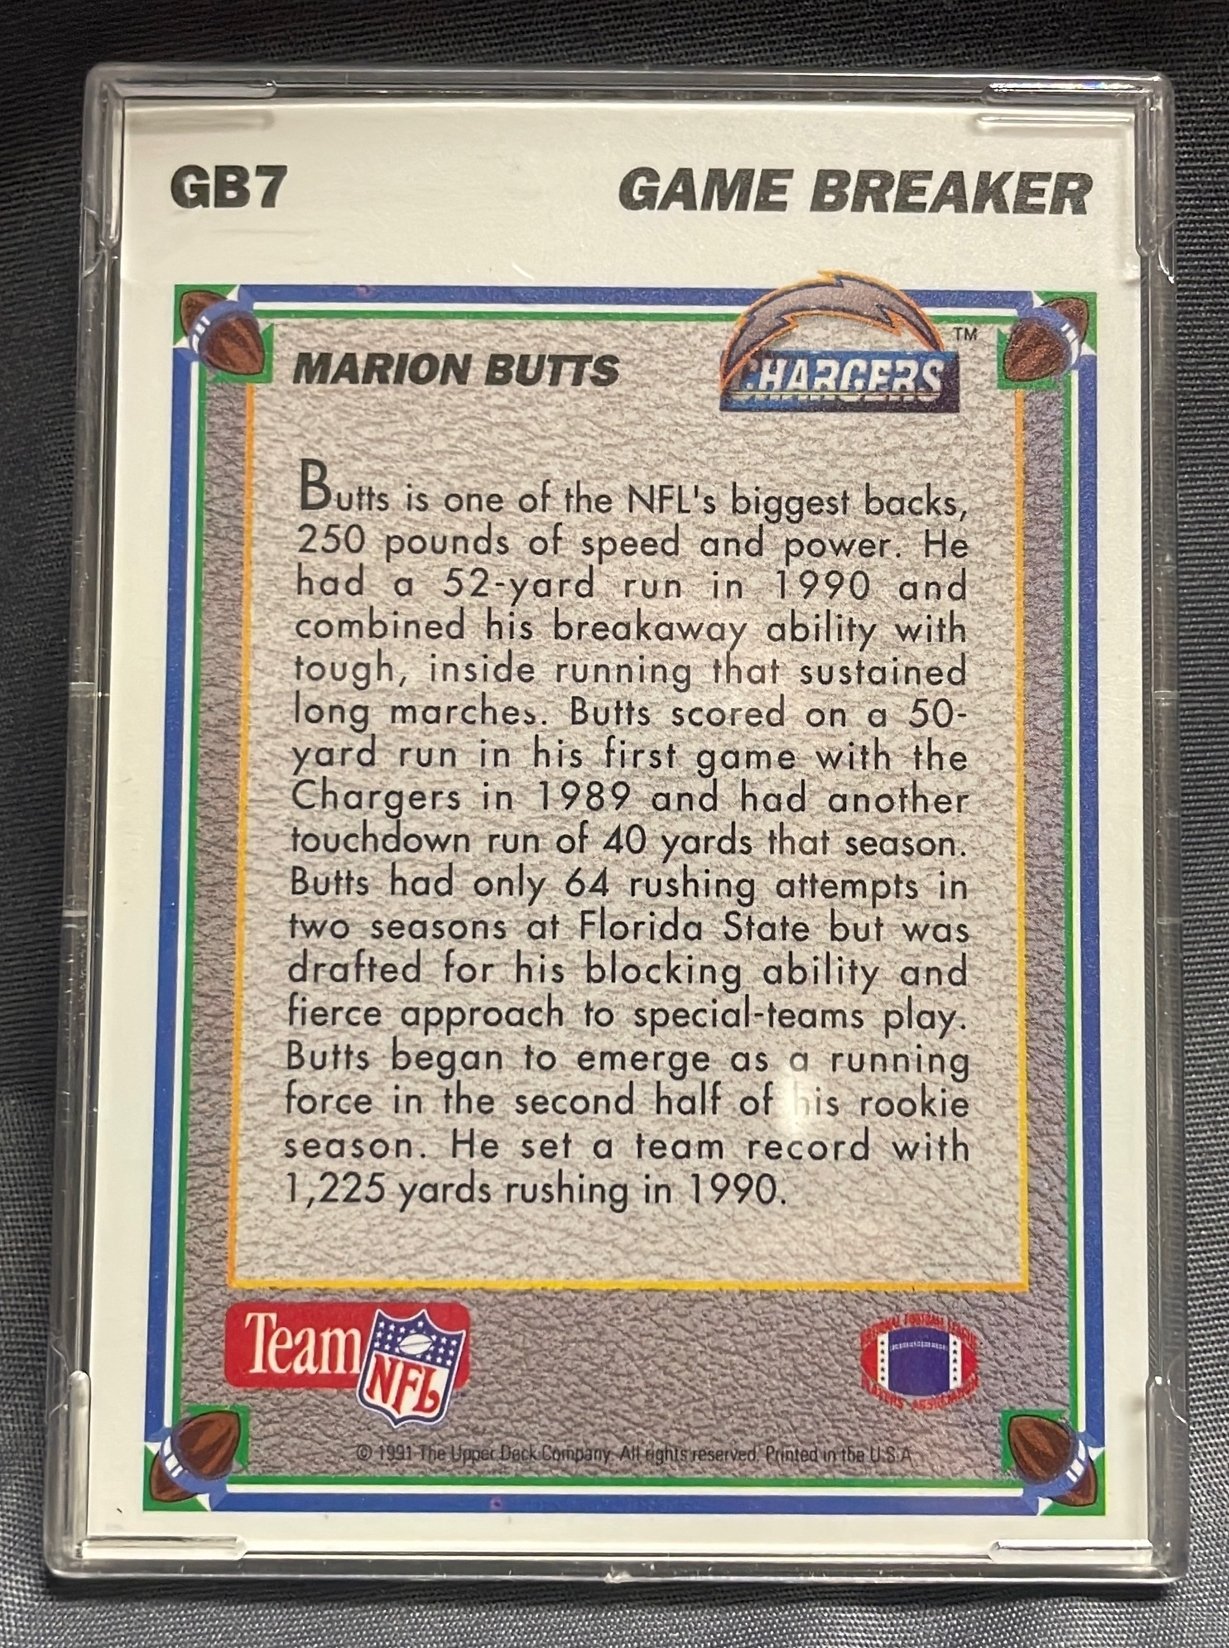 GB7 GAME BREAKER
CHARGERS TM
MARION BUTTS
Butts is one of the NFL's biggest backs,
250 pounds of speed and power. He
had a 52-yard run in 1990 and
combined his breakaway ability with
tough, inside running that sustained
long marches. Butts scored on a 50-
yard run in his first game with the
Chargers in 1989 and had another
touchdown run of 40 yards that season.
Butts had only 64 rushing attempts in
two seasons at Florida State but was
drafted for his blocking ability and
fierce approach to special-teams play.
Butts began to emerge as a running
force in the second half of his rookie
season. He set a team record with
1,225 yards rushing in 1990.
Team NFL
NATIONAL FOOTBALL LEAGUE
PLAYERS ASSOCIATION
© 1991 The Upper Deck Company. All rights reserved. Printed in the U.S.A